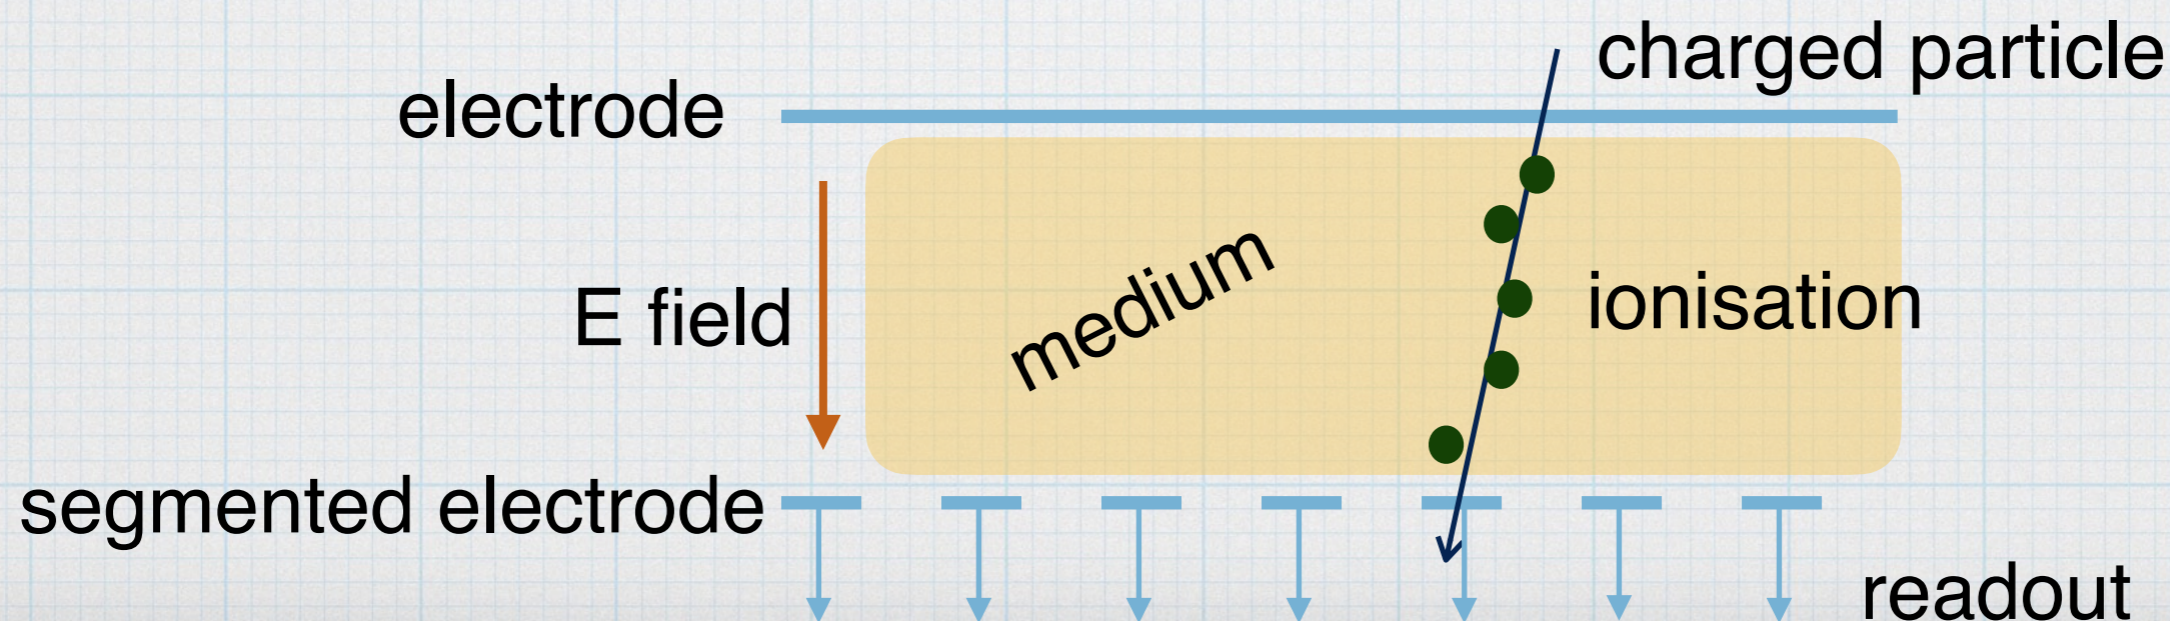 charged particle
electrode
medium
E field
ionisation
segmented electrode
readout